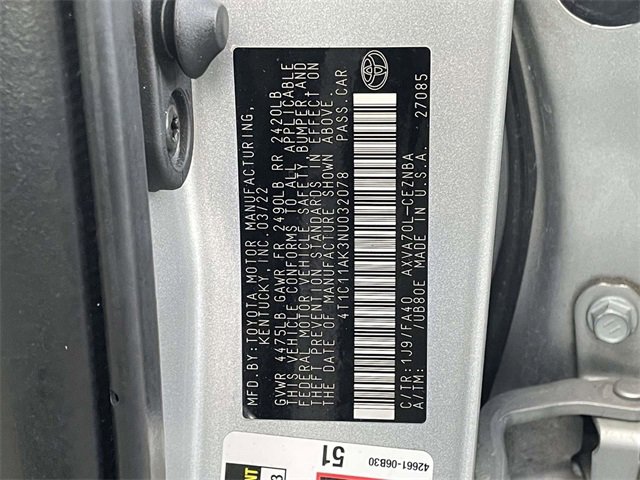 MFD.BY:TOYOTA MOTOR MANUFACTURING,
KENTUCKY, INC. 03/22
GVWR 4475LB GAWR FR 2490LB RR 2420LB
THIS VEHICLE CONFORMS TO ALL APPLICABLE
FEDERAL MOTOR VEHICLE SAFETY, BUMPER AND
THEFT PREVENTION STANDARDS IN EFFECT ON
THE DATE OF MANUFACTURE SHOWN ABOVE.
4T1C11AK3NU032078 PASS.CAR
C/TR:1J9/FA40 AXVA70L-CEZNBA
A/TM: /UB80E MADE IN U.S.A. 27085
51
42661-06B30